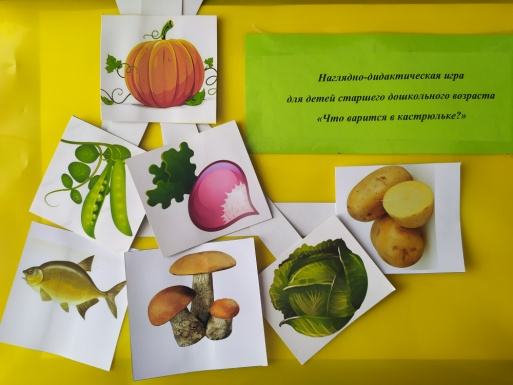 Наглядно-дидактическая игра
для детей старшего дошкольного возраста
«Что варится в кастрюльке?»